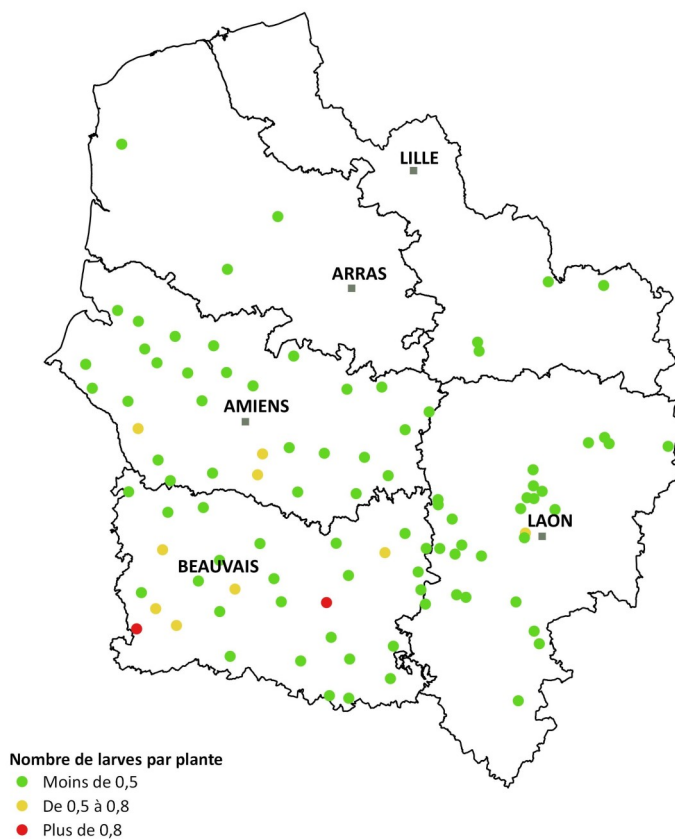 LILLE
ARRAS
AMIENS
LAON
BEAUVAIS
Nombre de larves par plante
Moins de 0,5
De 0,5 à 0,8
Plus de 0,8